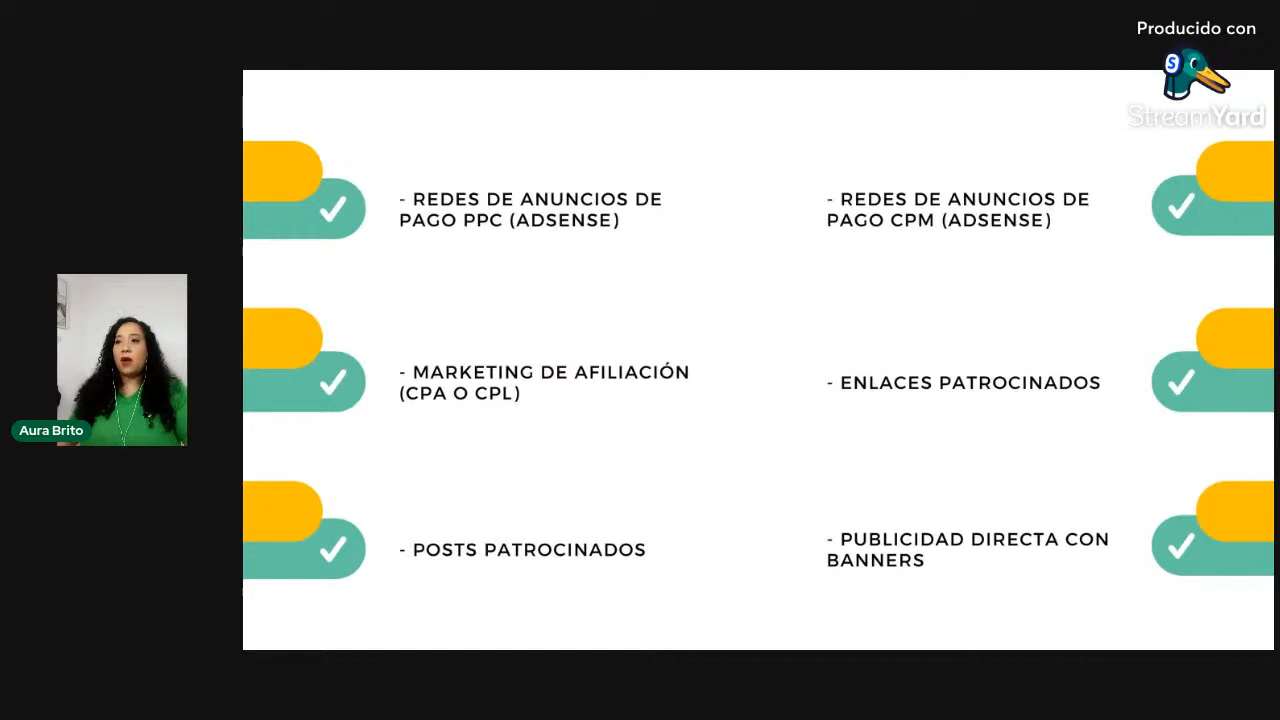 Producido con
S
StreamYard
- REDES DE ANUNCIOS DE
PAGO PPC (ADSENSE)
- REDES DE ANUNCIOS DE
PAGO CPM (ADSENSE)
- MARKETING DE AFILIACIÓN
(CPA O CPL)
- ENLACES PATROCINADOS
Aura Brito
- POSTS PATROCINADOS
- PUBLICIDAD DIRECTA CON
BANNERS